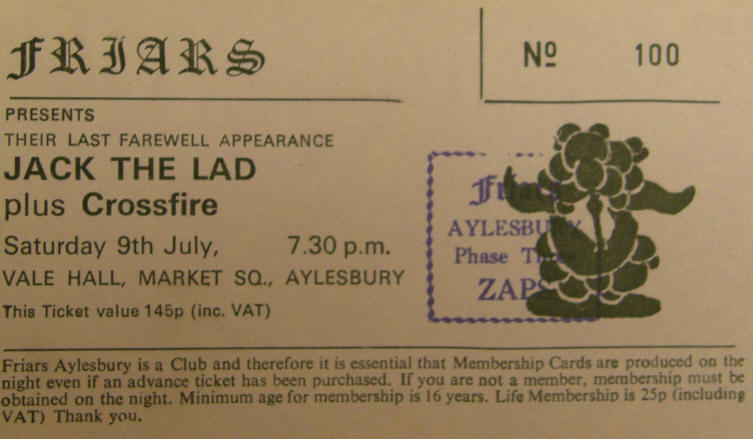 FRIARS
Nº 100
PRESENTS
THEIR LAST FAREWELL APPEARANCE
JACK THE LAD
plus Crossfire
Saturday 9th July, 7.30 p.m.
VALE HALL, MARKET SQ., AYLESBURY
This Ticket value 145p (inc. VAT)
Friars
AYLESBURY
Phase
ZAPS
Friars Aylesbury is a Club and therefore it is essential that Membership Cards are produced on the
night even if an advance ticket has been purchased. If you are not a member, membership must be
obtained on the night. Minimum age for membership is 16 years. Life Membership is 25p (including
VAT) Thank you.